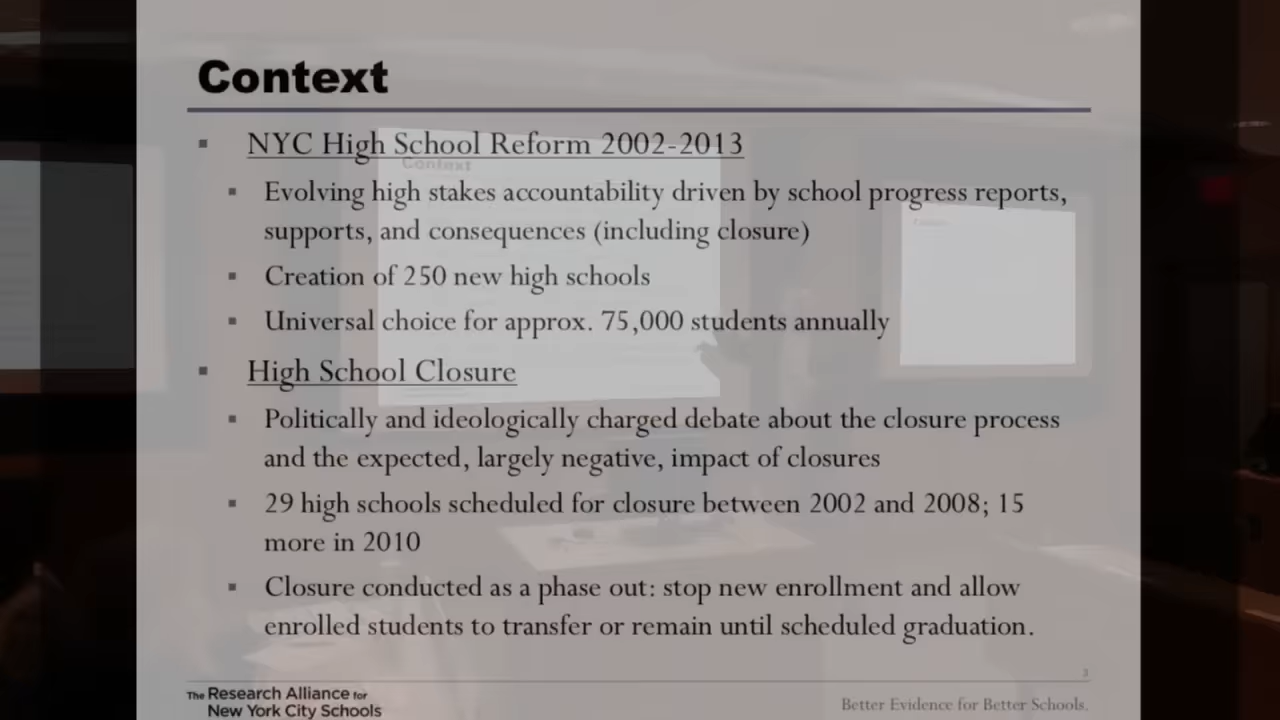 Context
NYC High School Reform 2002-2013
Evolving high stakes accountability driven by school progress reports,
supports, and consequences (including closure)
Creation of 250 new high schools
Universal choice for approx. 75,000 students annually
High School Closure
Politically and ideologically charged debate about the closure process
and the expected, largely negative, impact of closures
29 high schools scheduled for closure between 2002 and 2008; 15
more in 2010
Closure conducted as a phase out: stop new enrollment and allow
enrolled students to transfer or remain until scheduled graduation.
3
The Research Alliance for
New York City Schools
Better Evidence for Better Schools.
Context